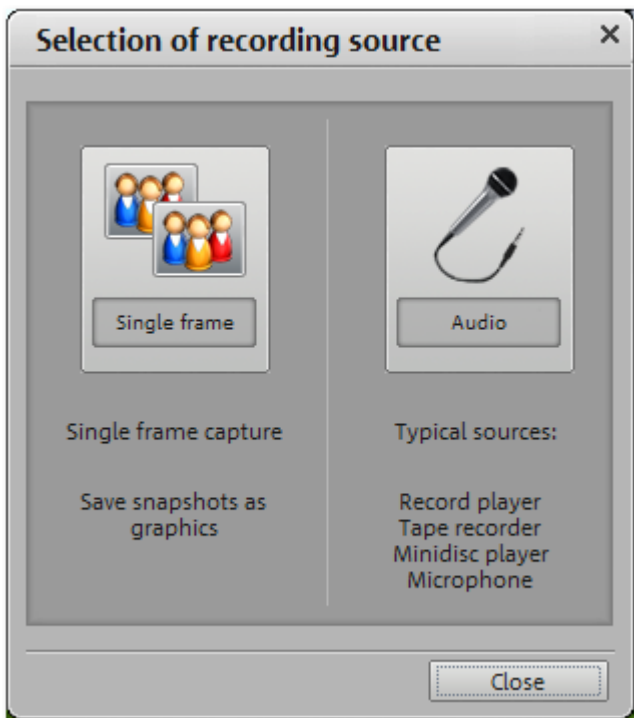 Selection of recording source
Single frame
Audio
Single frame capture
Save snapshots as
graphics
Typical sources:
Record player
Tape recorder
Minidisc player
Microphone
Close